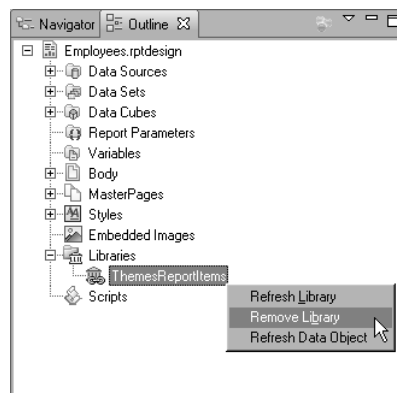 Navigator Outline
Employees.rptdesign
Data Sources
Data Sets
Data Cubes
Report Parameters
Variables
Body
MasterPages
Styles
Embedded Images
Libraries
ThemesReportItems
Scripts
Refresh Library
Remove Library
Refresh Data Object